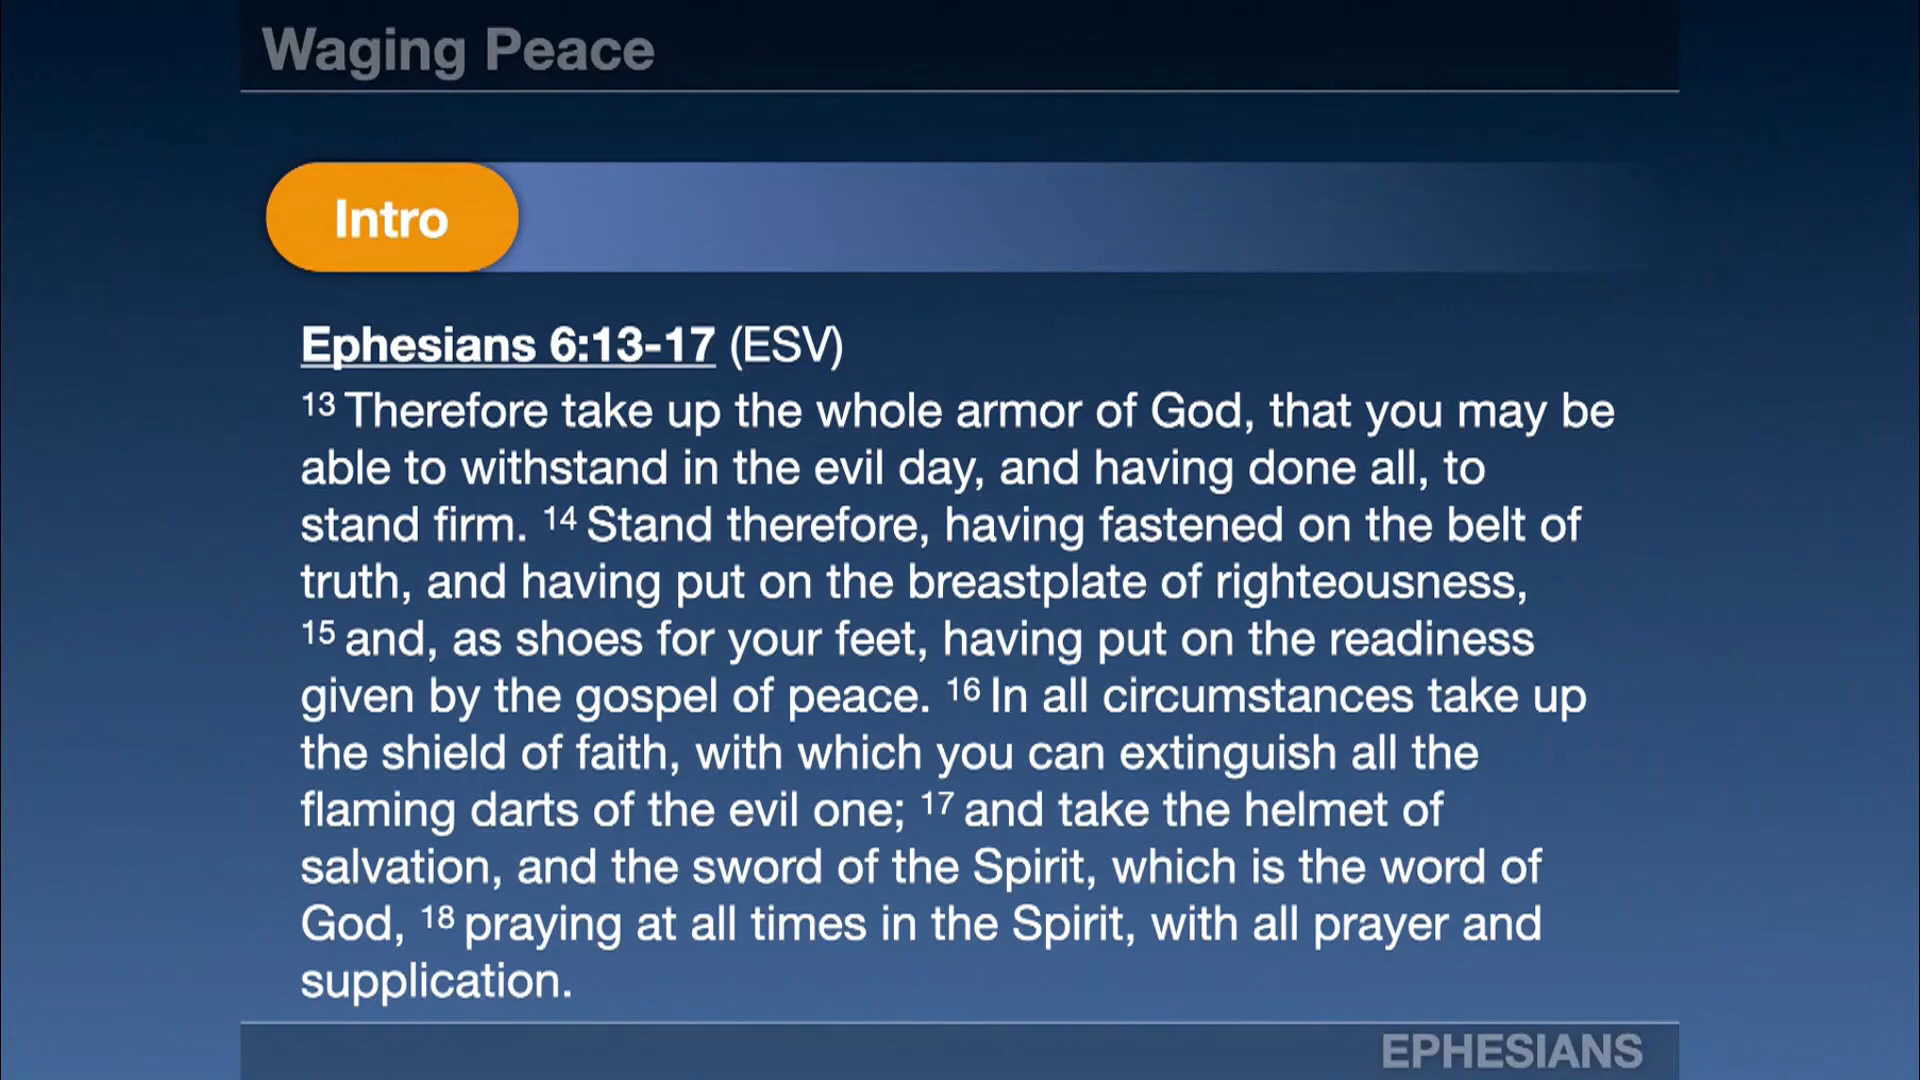 Waging Peace
Intro
Ephesians 6:13-17 (ESV)
13 Therefore take up the whole armor of God, that you may be
able to withstand in the evil day, and having done all, to
stand firm. 14 Stand therefore, having fastened on the belt of
truth, and having put on the breastplate of righteousness,
15 and, as shoes for your feet, having put on the readiness
given by the gospel of peace. 16 In all circumstances take up
the shield of faith, with which you can extinguish all the
flaming darts of the evil one; 17 and take the helmet of
salvation, and the sword of the Spirit, which is the word of
God, 18 praying at all times in the Spirit, with all prayer and
supplication.
EPHESIANS